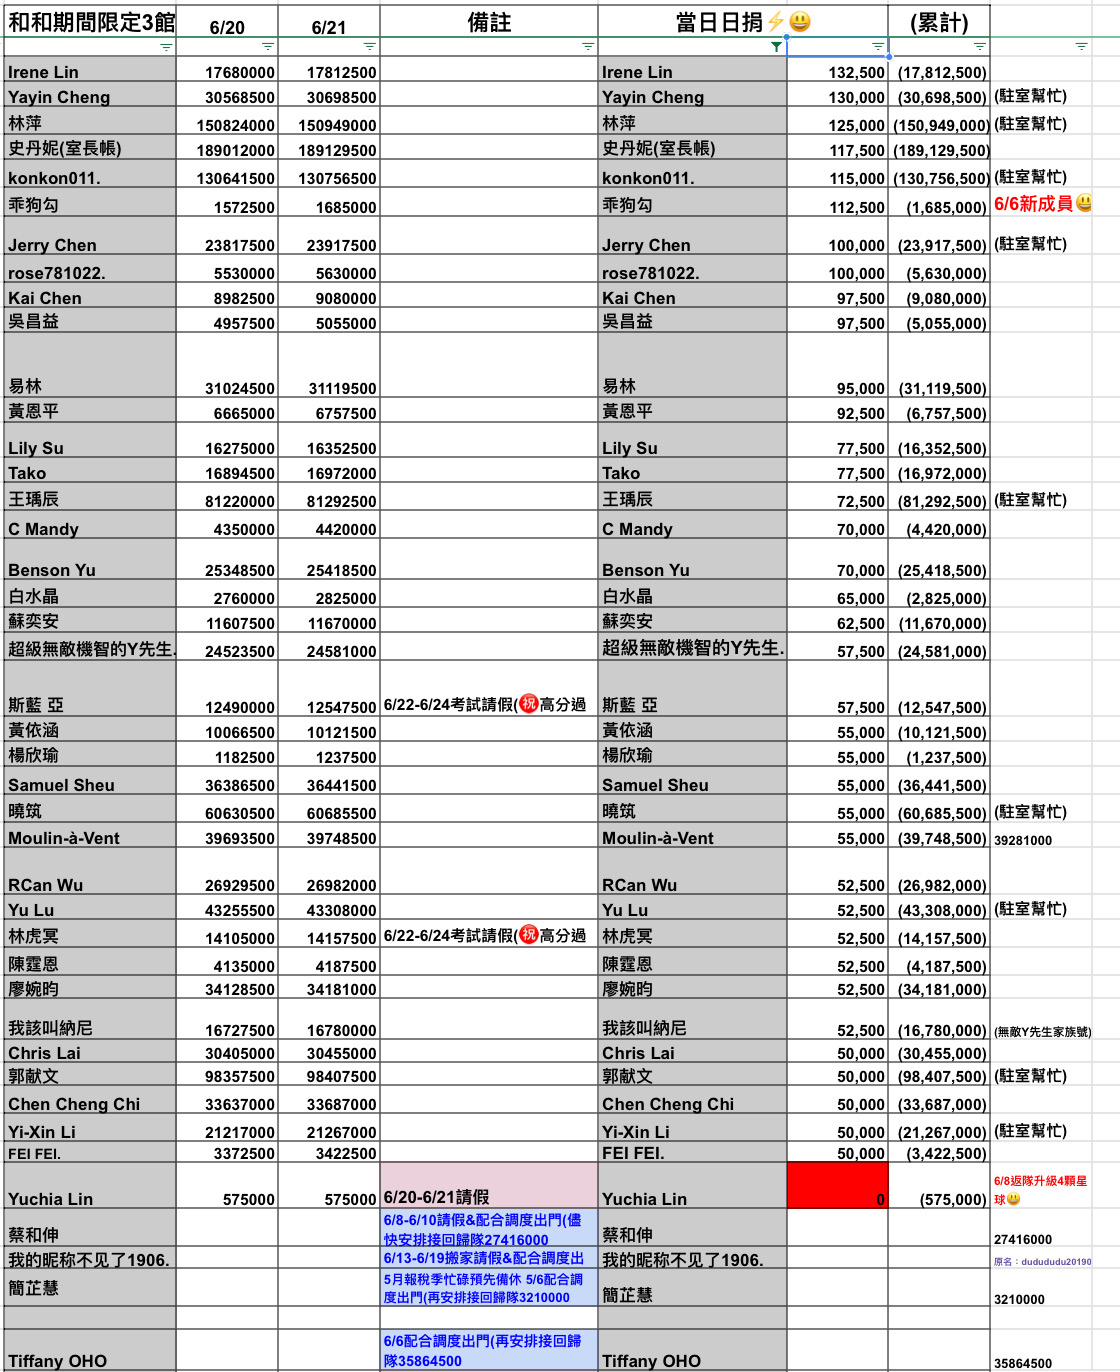 和和期間限定3館 6/20 6/21 備註 當日日捐⚡😃 (累計)
Irene Lin 17680000 17812500 Irene Lin 132,500 (17,812,500)
Yayin Cheng 30568500 30698500 Yayin Cheng 130,000 (30,698,500) (駐室幫忙)
林萍 150824000 150949000 林萍 125,000 (150,949,000) (駐室幫忙)
史丹妮(室長帳) 189012000 189129500 史丹妮(室長帳) 117,500 (189,129,500)
konkon011. 130641500 130756500 konkon011. 115,000 (130,756,500) (駐室幫忙)
乖狗勾 1572500 1685000 乖狗勾 112,500 (1,685,000) 6/6新成員😃
Jerry Chen 23817500 23917500 Jerry Chen 100,000 (23,917,500) (駐室幫忙)
rose781022. 5530000 5630000 rose781022. 100,000 (5,630,000)
Kai Chen 8982500 9080000 Kai Chen 97,500 (9,080,000)
吳昌益 4957500 5055000 吳昌益 97,500 (5,055,000)
易林 31024500 31119500 易林 95,000 (31,119,500)
黃恩平 6665000 6757500 黃恩平 92,500 (6,757,500)
Lily Su 16275000 16352500 Lily Su 77,500 (16,352,500)
Tako 16894500 16972000 Tako 77,500 (16,972,000)
王瑀辰 81220000 81292500 王瑀辰 72,500 (81,292,500) (駐室幫忙)
C Mandy 4350000 4420000 C Mandy 70,000 (4,420,000)
Benson Yu 25348500 25418500 Benson Yu 70,000 (25,418,500)
白水晶 2760000 2825000 白水晶 65,000 (2,825,000)
蘇奕安 11607500 11670000 蘇奕安 62,500 (11,670,000)
超級無敵機智的Y先生. 24523500 24581000 超級無敵機智的Y先生. 57,500 (24,581,000)
斯藍 亞 12490000 12547500 6/22-6/24考試請假(㊗️高分過 斯藍 亞 57,500 (12,547,500)
黃依涵 10066500 10121500 黃依涵 55,000 (10,121,500)
楊欣瑜 1182500 1237500 楊欣瑜 55,000 (1,237,500)
Samuel Sheu 36386500 36441500 Samuel Sheu 55,000 (36,441,500)
曉筑 60630500 60685500 曉筑 55,000 (60,685,500) (駐室幫忙)
Moulin-à-Vent 39693500 39748500 Moulin-à-Vent 55,000 (39,748,500) 39281000
RCan Wu 26929500 26982000 RCan Wu 52,500 (26,982,000)
Yu Lu 43255500 43308000 Yu Lu 52,500 (43,308,000) (駐室幫忙)
林虎冥 14105000 14157500 6/22-6/24考試請假(㊗️高分過 林虎冥 52,500 (14,157,500)
陳霆恩 4135000 4187500 陳霆恩 52,500 (4,187,500)
廖婉昀 34128500 34181000 廖婉昀 52,500 (34,181,000)
我該叫納尼 16727500 16780000 我該叫納尼 52,500 (16,780,000) (無敵Y先生家族號)
Chris Lai 30405000 30455000 Chris Lai 50,000 (30,455,000)
郭献文 98357500 98407500 郭献文 50,000 (98,407,500) (駐室幫忙)
Chen Cheng Chi 33637000 33687000 Chen Cheng Chi 50,000 (33,687,000)
Yi-Xin Li 21217000 21267000 Yi-Xin Li 50,000 (21,267,000) (駐室幫忙)
FEI FEI. 3372500 3422500 FEI FEI. 50,000 (3,422,500)
6/8返隊升級4顆星
Yuchia Lin 575000 575000 6/20-6/21請假 Yuchia Lin 0 (575,000) 球😃
6/8-6/10請假&配合調度出門(儘
蔡和伸 快安排接回歸隊27416000 蔡和伸 27416000
我的昵称不见了1906. 6/13-6/19搬家請假&配合調度出 我的昵称不见了1906. 原名：dudududu20190
5月報稅季忙碌預先備休 5/6配合調
簡芷慧 度出門(再安排接回歸隊3210000 簡芷慧 3210000
6/6配合調度出門(再安排接回歸
Tiffany OHO 隊35864500 Tiffany OHO 35864500